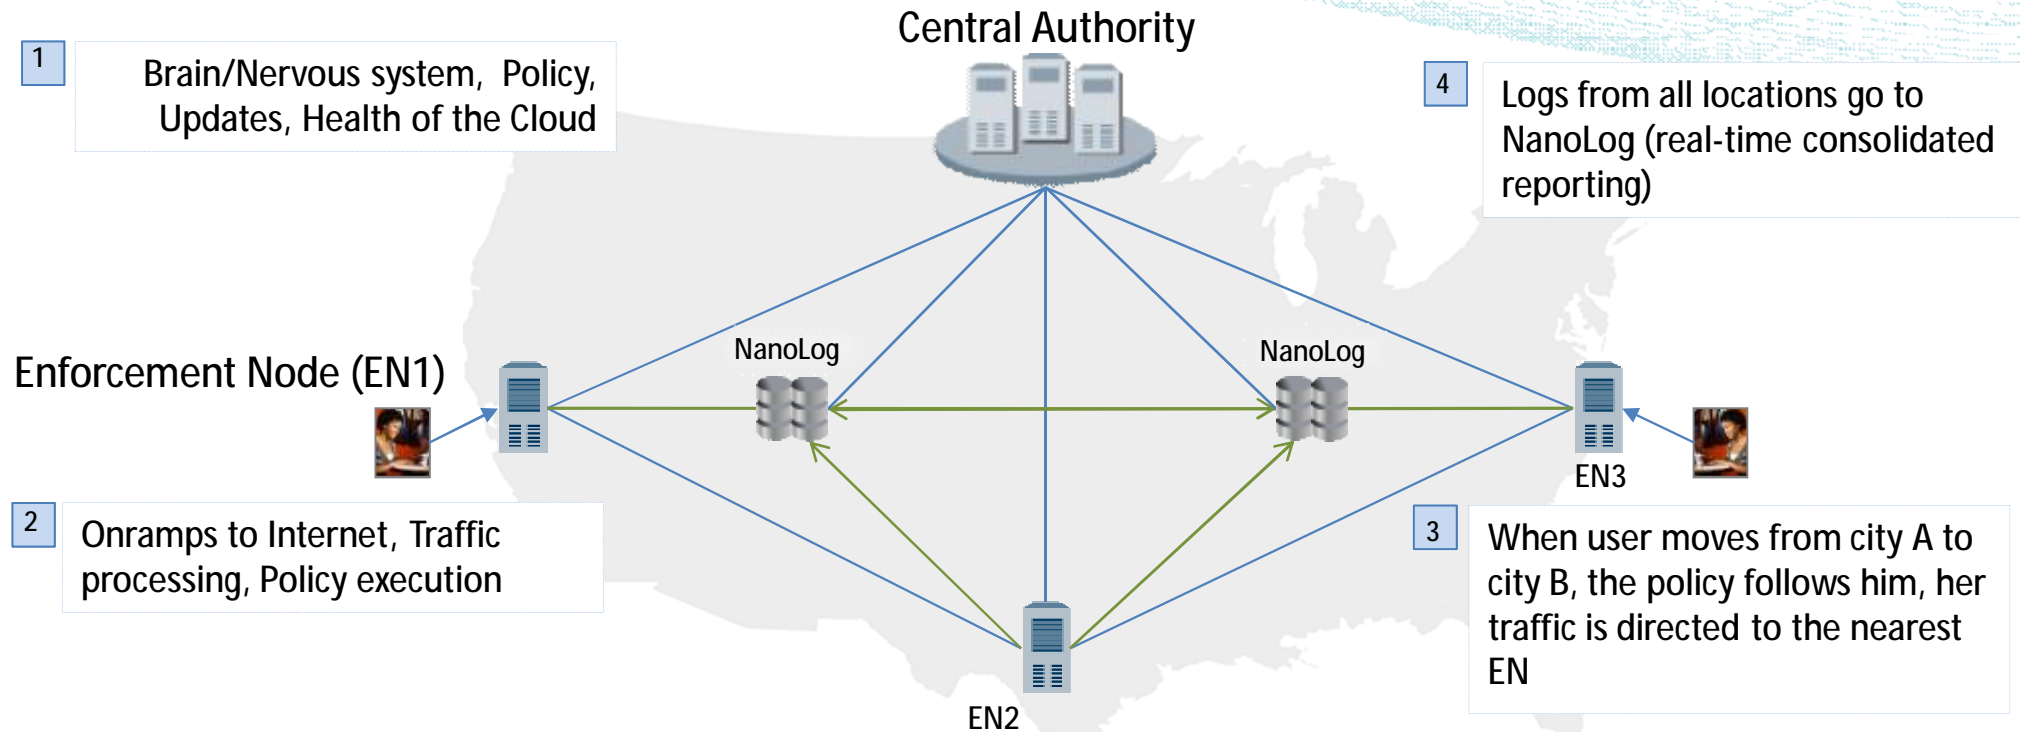 Central Authority
1
Brain/Nervous system, Policy,
Updates, Health of the Cloud
4
Logs from all locations go to
NanoLog (real-time consolidated
reporting)
NanoLog
NanoLog
Enforcement Node (EN1)
EN3
2
Onramps to Internet, Traffic
processing, Policy execution
3
When user moves from city A to
city B, the policy follows him, her
traffic is directed to the nearest
EN
EN2